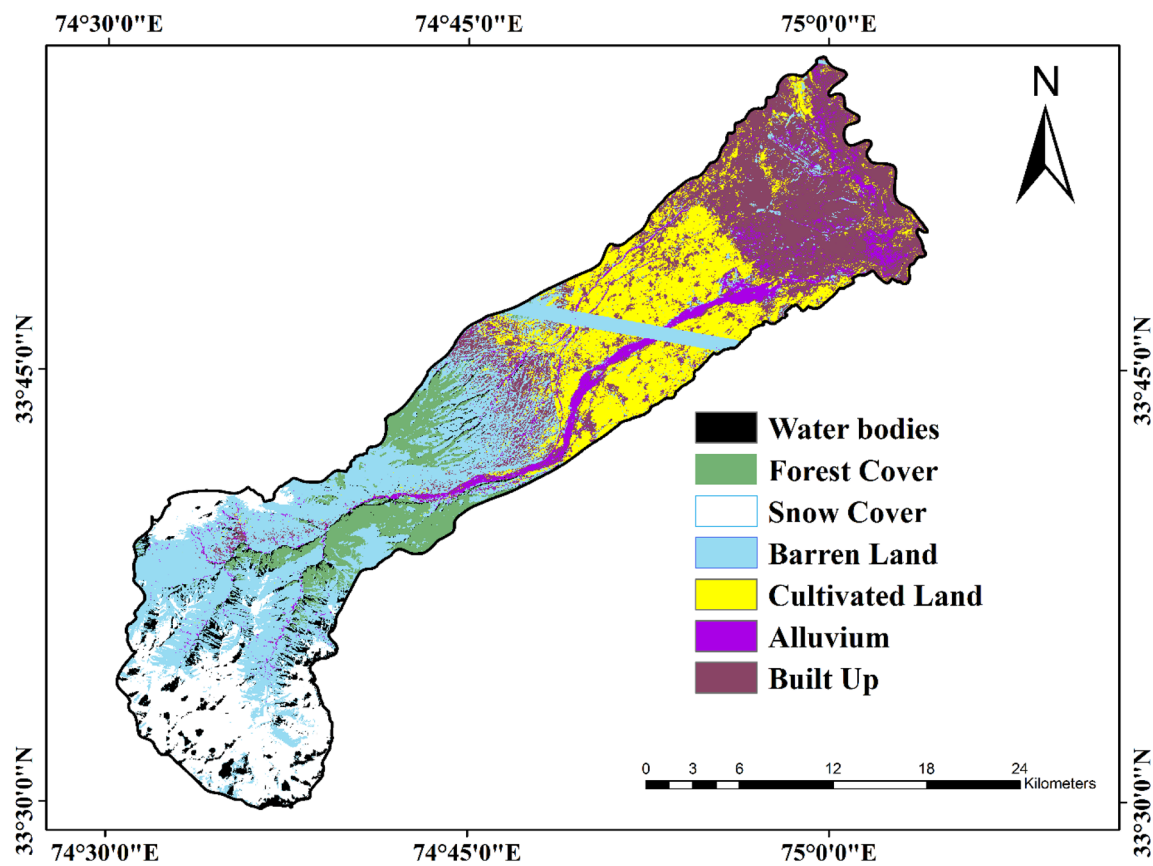 74°30'0"E 74°45'0"E 75°0'0"E
N
33°45'0"N 33°45'0"N
Water bodies
Forest Cover
Snow Cover
Barren Land
Cultivated Land
Alluvium
Built Up
0 3 6 12 18 24
Kilometers
33°30'0"N 33°30'0"N
74°30'0"E 74°45'0"E 75°0'0"E